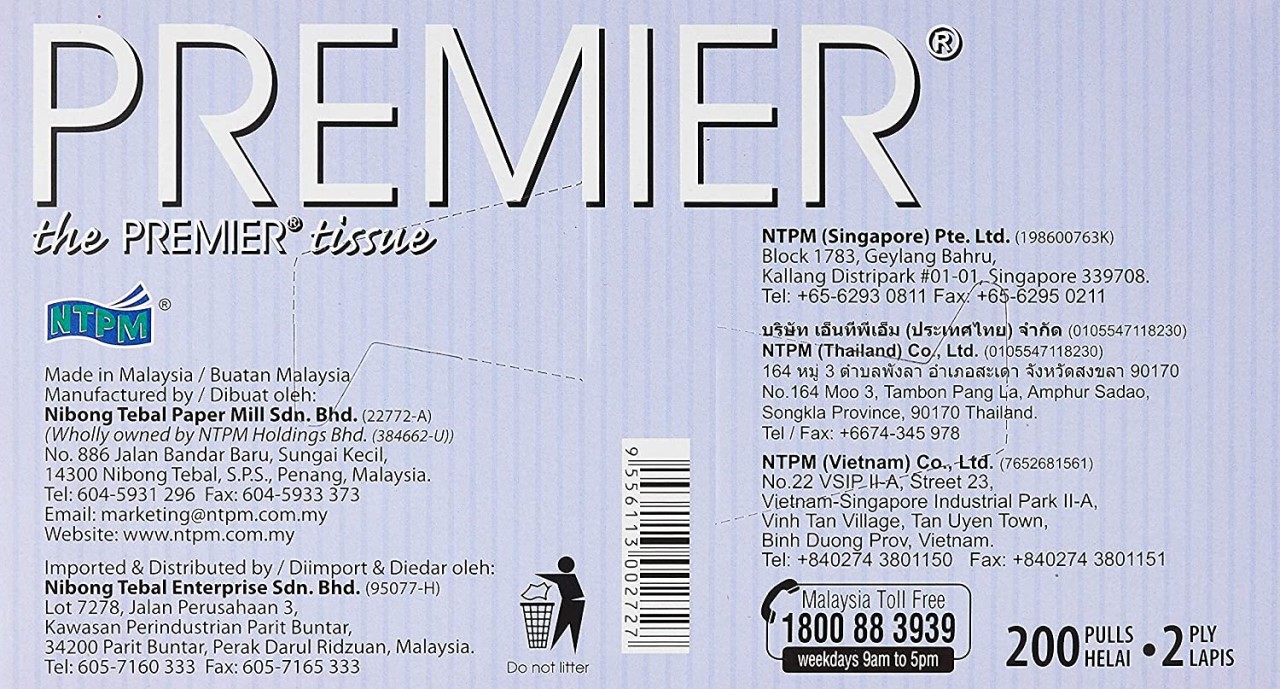 PREMIER®
the PREMIER® tissue
NTPM ®
Made in Malaysia / Buatan Malaysia
Manufactured by / Dibuat oleh:
Nibong Tebal Paper Mill Sdn. Bhd. (22772-A)
(Wholly owned by NTPM Holdings Bhd. (384662-U))
No. 886 Jalan Bandar Baru, Sungai Kecil,
14300 Nibong Tebal, S.P.S., Penang, Malaysia.
Tel: 604-5931 296 Fax: 604-5933 373
Email: marketing@ntpm.com.my
Website: www.ntpm.com.my
Imported & Distributed by / Diimport & Diedar oleh:
Nibong Tebal Enterprise Sdn. Bhd. (95077-H)
Lot 7278, Jalan Perusahaan 3,
Kawasan Perindustrian Parit Buntar,
34200 Parit Buntar, Perak Darul Ridzuan, Malaysia.
Tel: 605-7160 333 Fax: 605-7165 333
Do not litter
9 556113 002727
NTPM (Singapore) Pte. Ltd. (198600763K)
Block 1783, Geylang Bahru,
Kallang Distripark #01-01, Singapore 339708.
Tel: +65-6293 0811 Fax: +65-6295 0211
บริษัท เอ็นทีพีเอ็ม (ประเทศไทย) จำกัด (0105547118230)
NTPM (Thailand) Co., Ltd. (0105547118230)
164 หมู่ 3 ตำบลพังลา อำเภอสะเดา จังหวัดสงขลา 90170
No.164 Moo 3, Tambon Pang La, Amphur Sadao,
Songkla Province, 90170 Thailand.
Tel / Fax: +6674-345 978
NTPM (Vietnam) Co., Ltd. (7652681561)
No.22 VSIP II-A, Street 23,
Vietnam-Singapore Industrial Park II-A,
Vinh Tan Village, Tan Uyen Town,
Binh Duong Prov, Vietnam.
Tel: +840274 3801150 Fax: +840274 3801151
Malaysia Toll Free
1800 88 3939
weekdays 9am to 5pm
200 PULLS HELAI • 2 PLY LAPIS